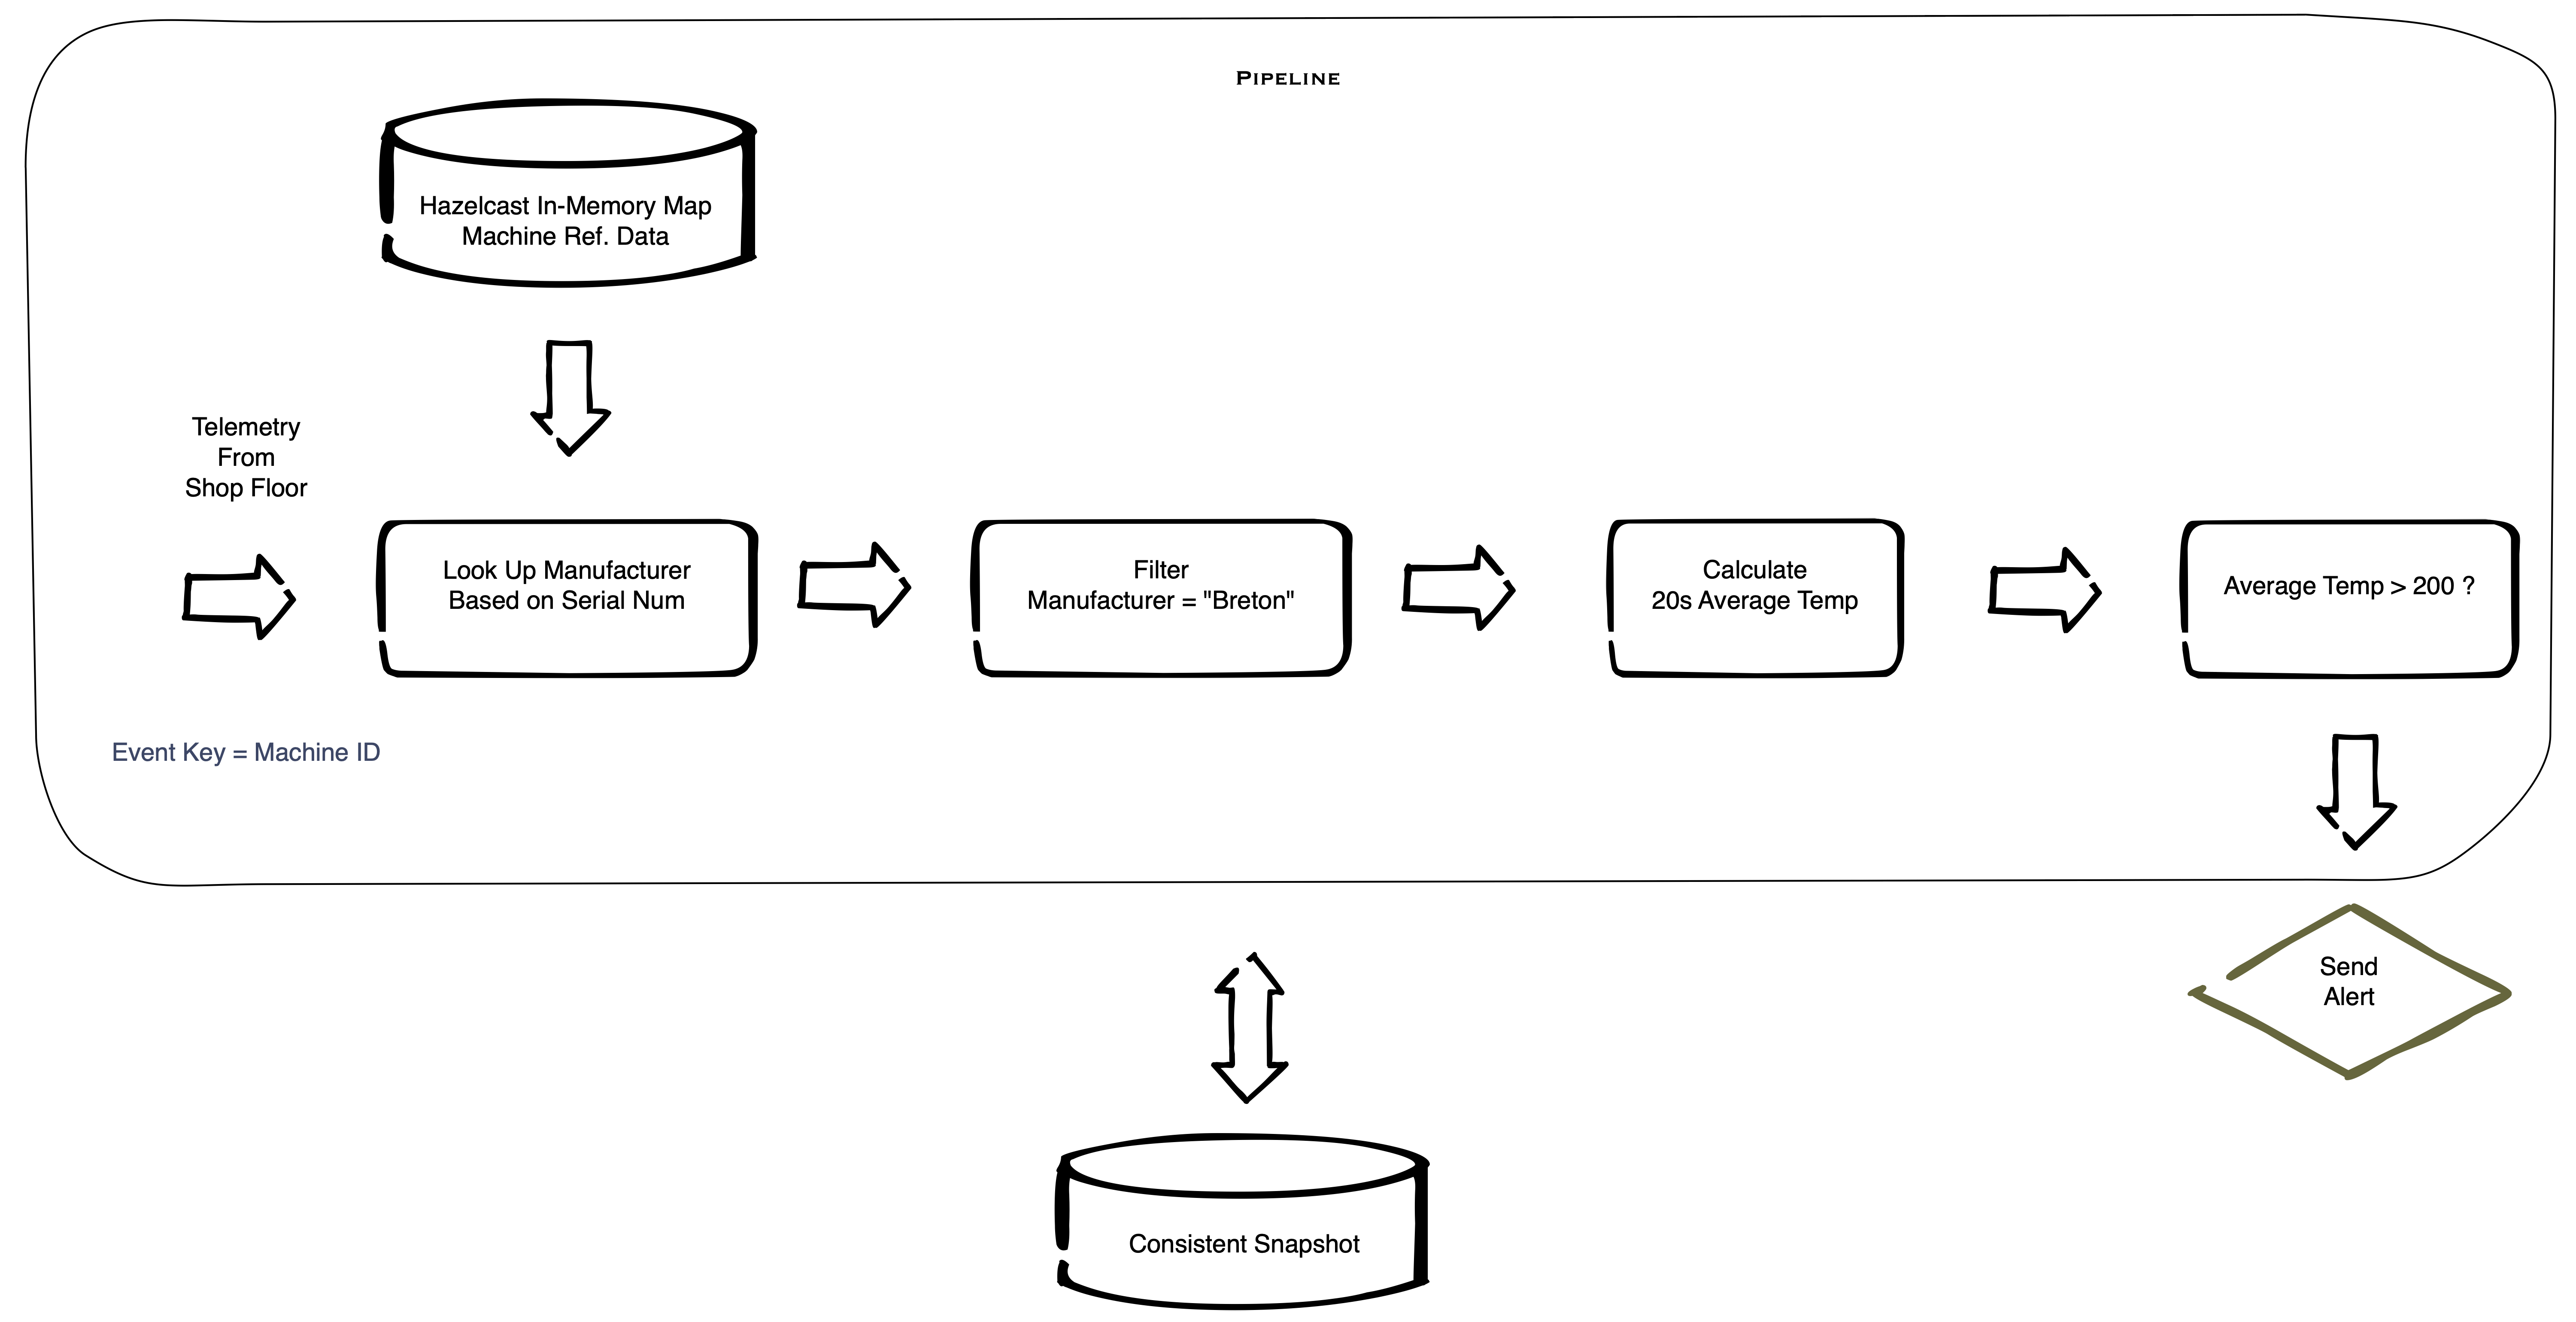 Pipeline
Hazelcast In-Memory Map
Machine Ref. Data
Telemetry
From
Shop Floor
Look Up Manufacturer
Based on Serial Num
Filter
Manufacturer = "Breton"
Calculate
20s Average Temp
Average Temp > 200 ?
Event Key = Machine ID
Send
Alert
Consistent Snapshot